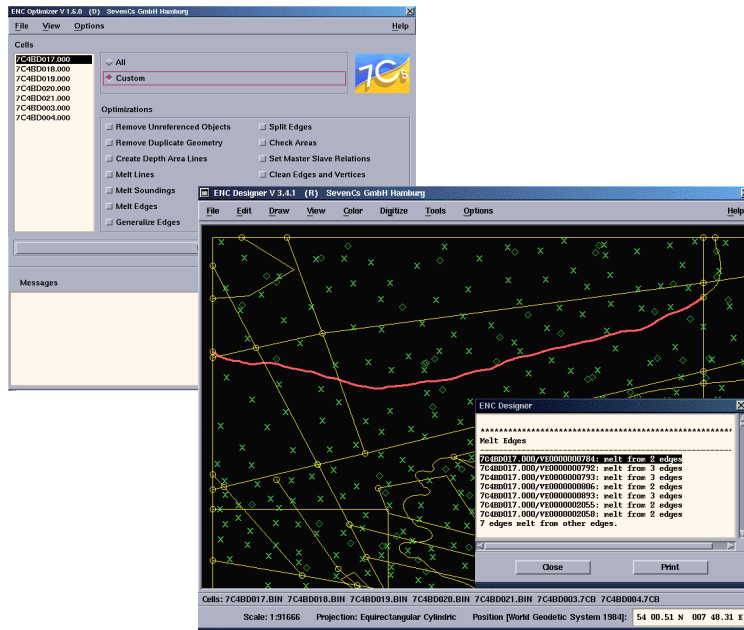 ENC Optimizer V 1.6.0 (D) SevenCs GmbH Hamburg
File View Options Help
Cells
7C4BD017.000
7C4BD018.000
7C4BD019.000
7C4BD020.000
7C4BD021.000
7C4BD003.000
7C4BD004.000
All
Custom
7Cs
Optimizations
Remove Unreferenced Objects
Remove Duplicate Geometry
Create Depth Area Lines
Melt Lines
Melt Soundings
Melt Edges
Generalize Edges
Split Edges
Check Areas
Set Master Slave Relations
Clean Edges and Vertices
Messages
ENC Designer V 3.4.1 (R) SevenCs GmbH Hamburg
File Edit Draw View Color Digitize Tools Options Help
ENC Designer
Melt Edges
7C4BD017.000/VE0000000784: melt from 2 edges
7C4BD017.000/VE0000000792: melt from 3 edges
7C4BD017.000/VE0000000793: melt from 3 edges
7C4BD017.000/VE0000000806: melt from 2 edges
7C4BD017.000/VE0000000893: melt from 3 edges
7C4BD017.000/VE0000002055: melt from 2 edges
7C4BD017.000/VE0000002058: melt from 2 edges
7 edges melt from other edges.
Close Print
Cells: 7C4BD017.BIN 7C4BD018.BIN 7C4BD019.BIN 7C4BD020.BIN 7C4BD021.BIN 7C4BD003.7CB 7C4BD004.7CB
Scale: 1:91666 Projection: Equirectangular Cylindric Position [World Geodetic System 1984]: 54 00.51 N 007 48.31 E